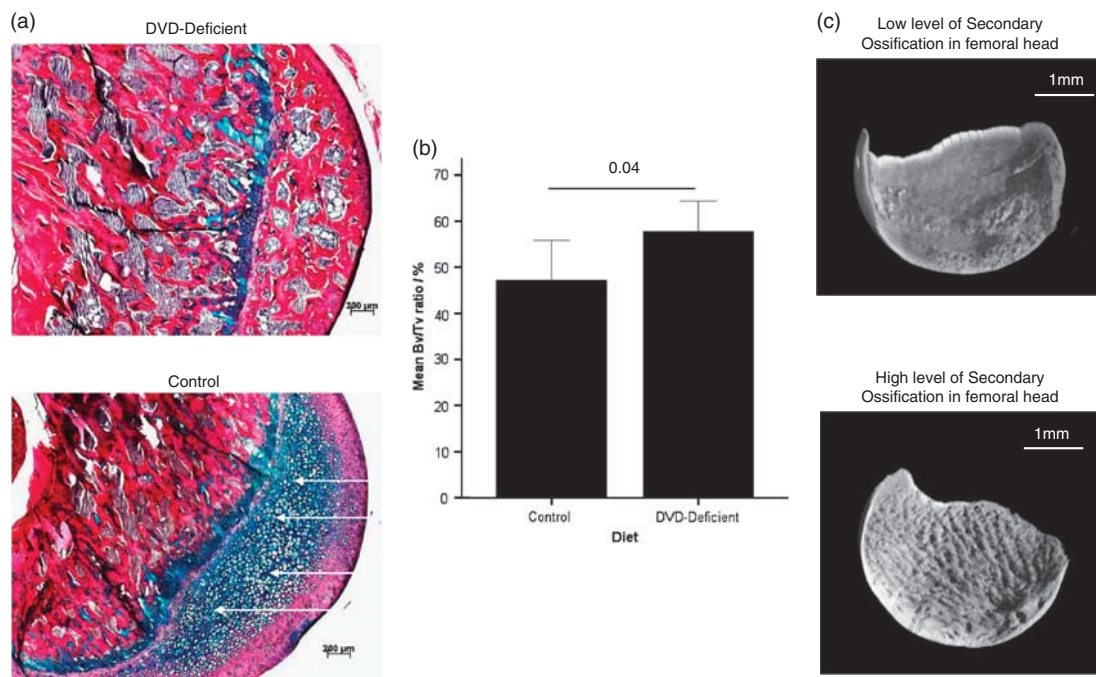 (a)
DVD-Deficient
200 µm
Control
200 µm
(b)
0.04
Mean Bv/Tv ratio / %
70
60
50
40
30
20
10
0
Control
DVD-Deficient
Diet
(c)
Low level of Secondary
Ossification in femoral head
1mm
High level of Secondary
Ossification in femoral head
1mm